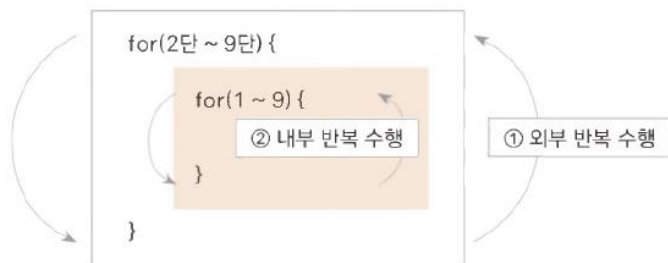 for(2단 ~ 9단) {
for(1 ~ 9) {
② 내부 반복 수행
① 외부 반복 수행
}
}